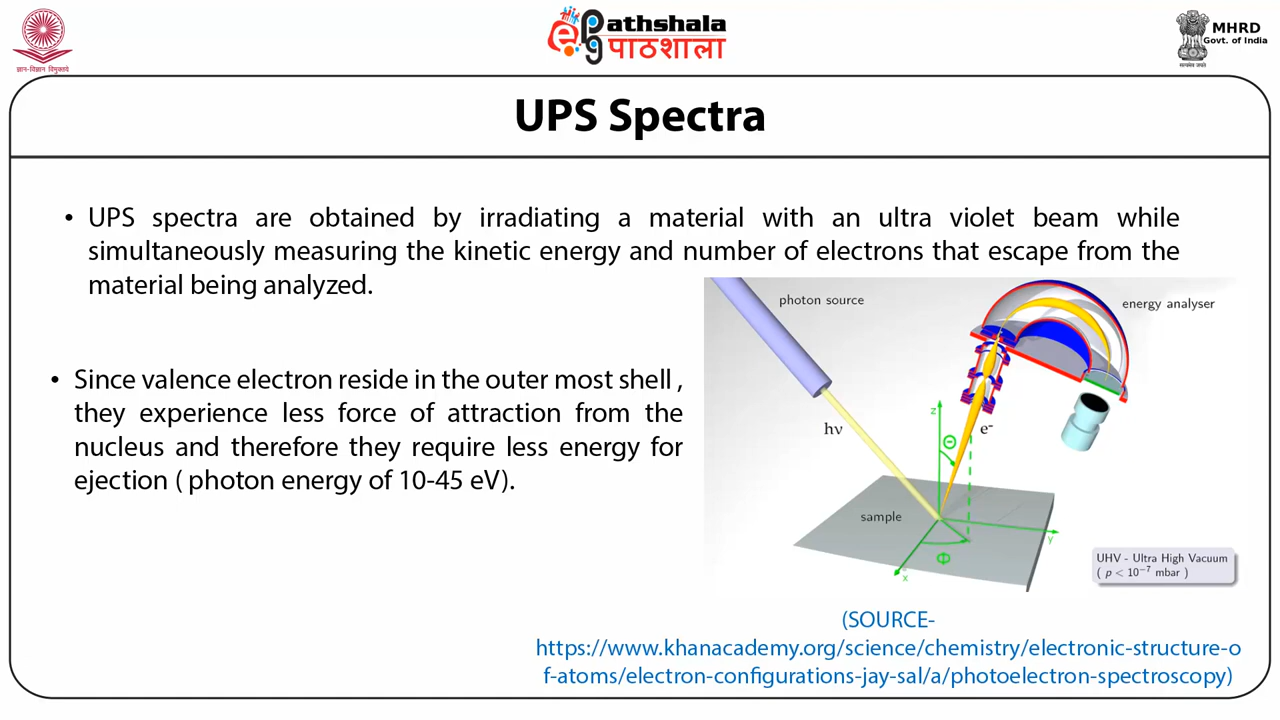 ज्ञान-विज्ञान विमुक्तये
ePathshala
पाठशाला
MHRD
Govt. of India
सत्यमेव जयते
UPS Spectra
• UPS spectra are obtained by irradiating a material with an ultra violet beam while
simultaneously measuring the kinetic energy and number of electrons that escape from the
material being analyzed.
• Since valence electron reside in the outer most shell ,
they experience less force of attraction from the
nucleus and therefore they require less energy for
ejection ( photon energy of 10-45 eV).
photon source
energy analyser
hν
z
Θ
e⁻
sample
y
Φ
x
UHV - Ultra High Vacuum
( p < 10⁻⁷ mbar )
(SOURCE-
https://www.khanacademy.org/science/chemistry/electronic-structure-o
f-atoms/electron-configurations-jay-sal/a/photoelectron-spectroscopy)